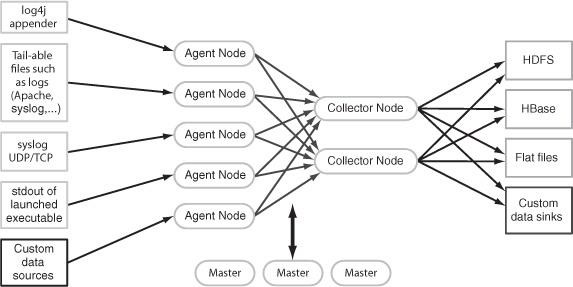 log4j
appender
Tail-able
files such
as logs
(Apache,
syslog,...)
syslog
UDP/TCP
stdout of
launched
executable
Custom
data
sources
Agent Node
Agent Node
Agent Node
Agent Node
Agent Node
Collector Node
Collector Node
HDFS
HBase
Flat files
Custom
data sinks
Master
Master
Master